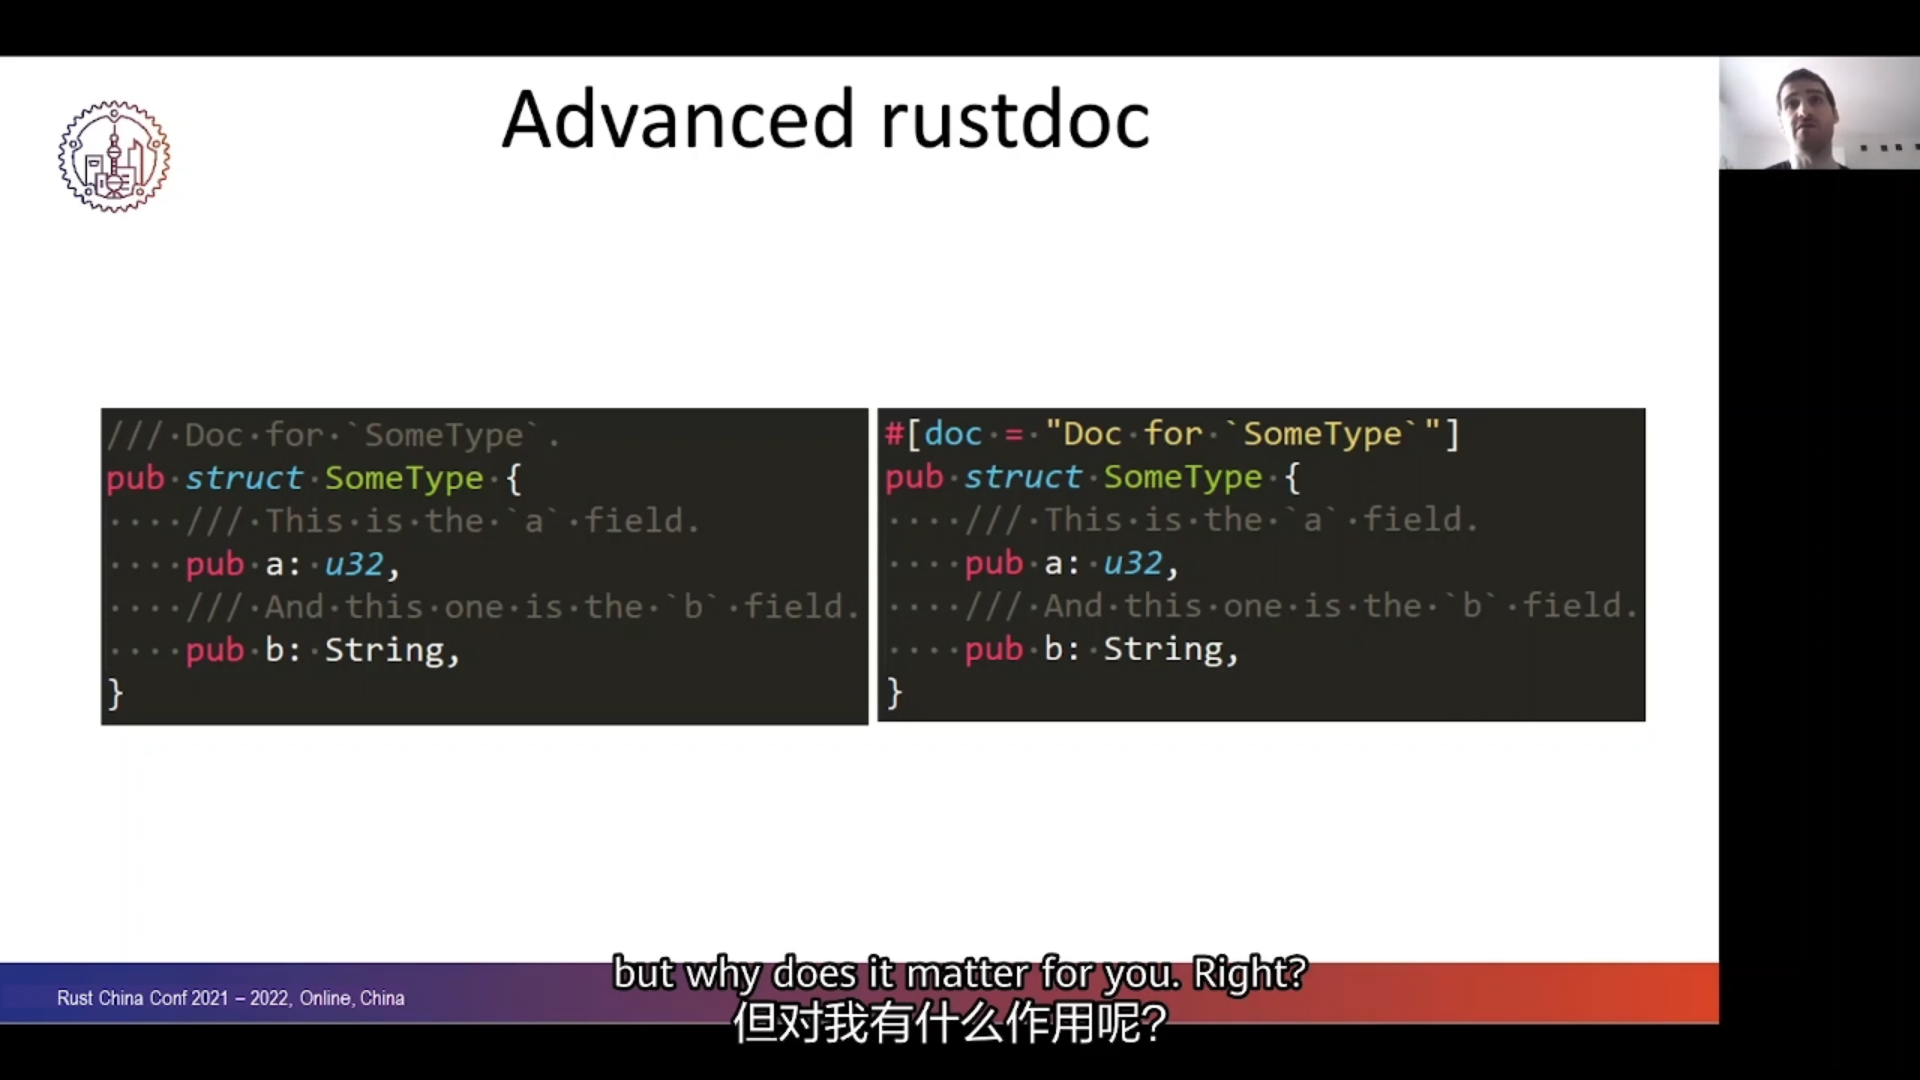 Advanced rustdoc
///·Doc·for·`SomeType`.
pub·struct·SomeType·{
····///·This·is·the·`a`·field.
····pub·a:·u32,
····///·And·this·one·is·the·`b`·field.
····pub·b:·String,
}
#[doc·=·"Doc·for·`SomeType`"]
pub·struct·SomeType·{
····///·This·is·the·`a`·field.
····pub·a:·u32,
····///·And·this·one·is·the·`b`·field.
····pub·b:·String,
}
but why does it matter for you. Right?
Rust China Conf 2021 – 2022, Online, China
但对我有什么作用呢?